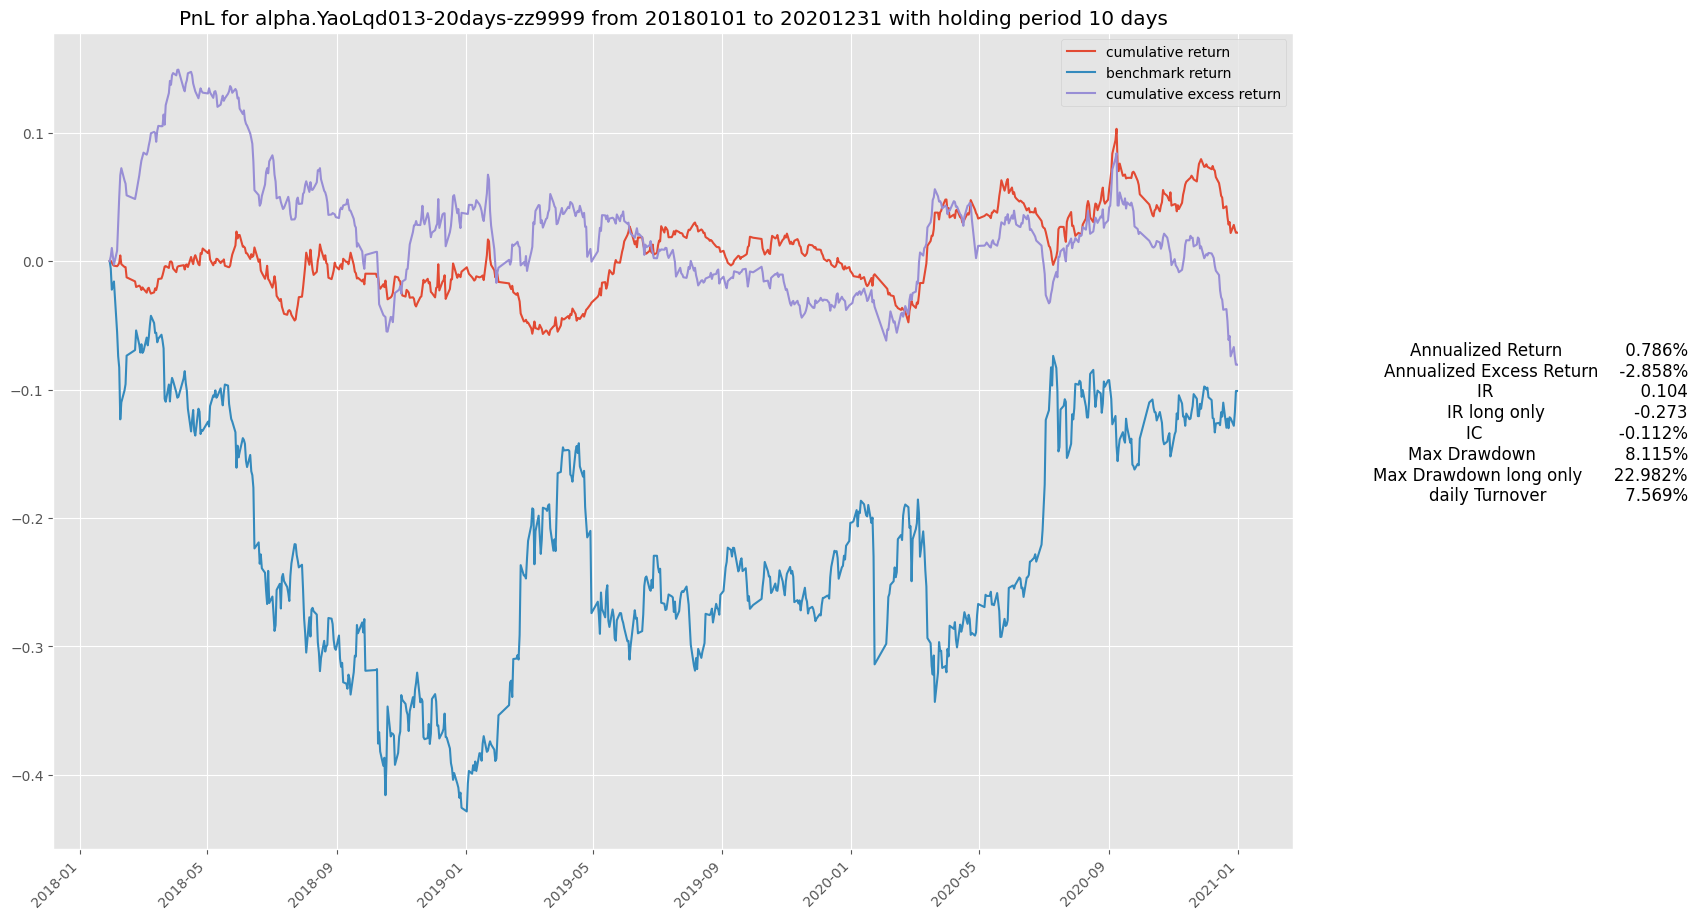 PnL for alpha.YaoLqd013-20days-zz9999 from 20180101 to 20201231 with holding period 10 days
cumulative return
benchmark return
cumulative excess return
0.1
0.0
−0.1
−0.2
−0.3
−0.4
Annualized Return 0.786%
Annualized Excess Return -2.858%
IR 0.104
IR long only -0.273
IC -0.112%
Max Drawdown 8.115%
Max Drawdown long only 22.982%
daily Turnover 7.569%
2018-01
2018-05
2018-09
2019-01
2019-05
2019-09
2020-01
2020-05
2020-09
2021-01